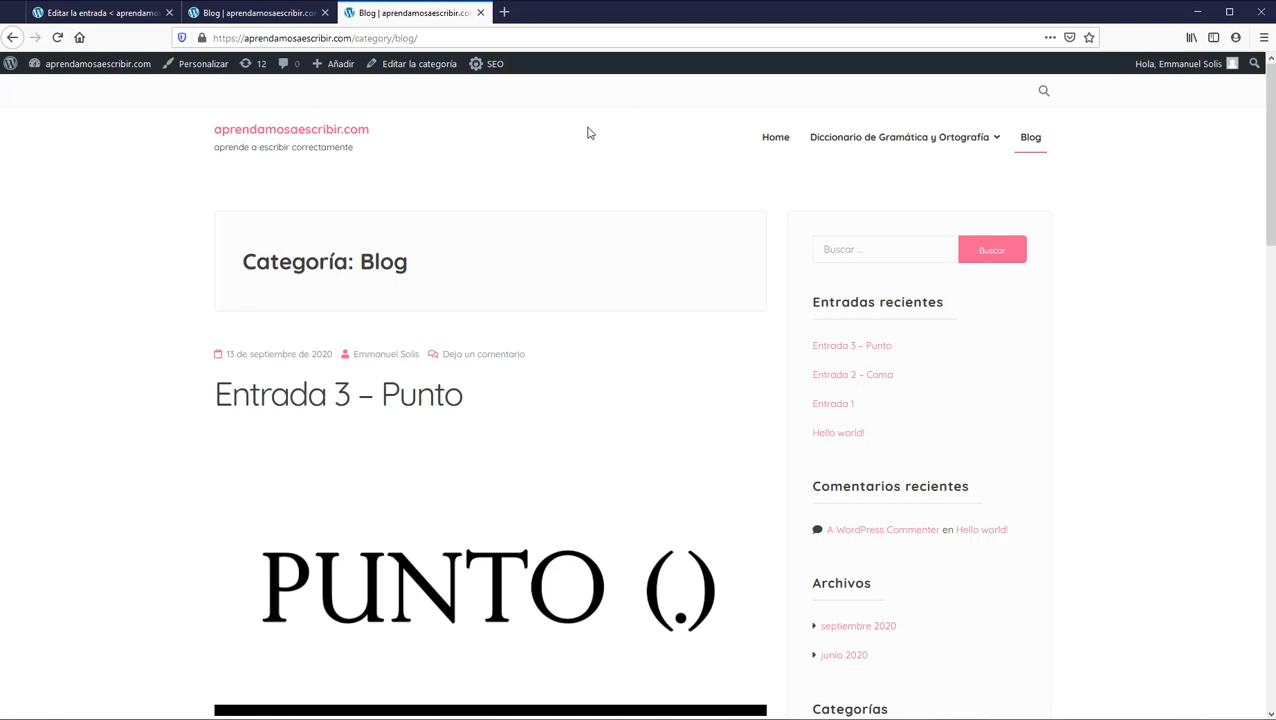 Editar la entrada < aprendamos
Blog | aprendamosaescribir.co
Blog | aprendamosaescribir.co
https://aprendamosaescribir.com/category/blog/
aprendamosaescribir.com
Personalizar
12
0
Añadir
Editar la categoría
SEO
Hola, Emmanuel Solis
aprendamosaescribir.com
aprende a escribir correctamente
Home
Diccionario de Gramática y Ortografía
Blog
Categoría: Blog
13 de septiembre de 2020
Emmanuel Solis
Deja un comentario
Entrada 3 – Punto
PUNTO (.)
Buscar ...
Buscar
Entradas recientes
Entrada 3 – Punto
Entrada 2 – Coma
Entrada 1
Hello world!
Comentarios recientes
A WordPress Commenter en Hello world!
Archivos
septiembre 2020
junio 2020
Categorías